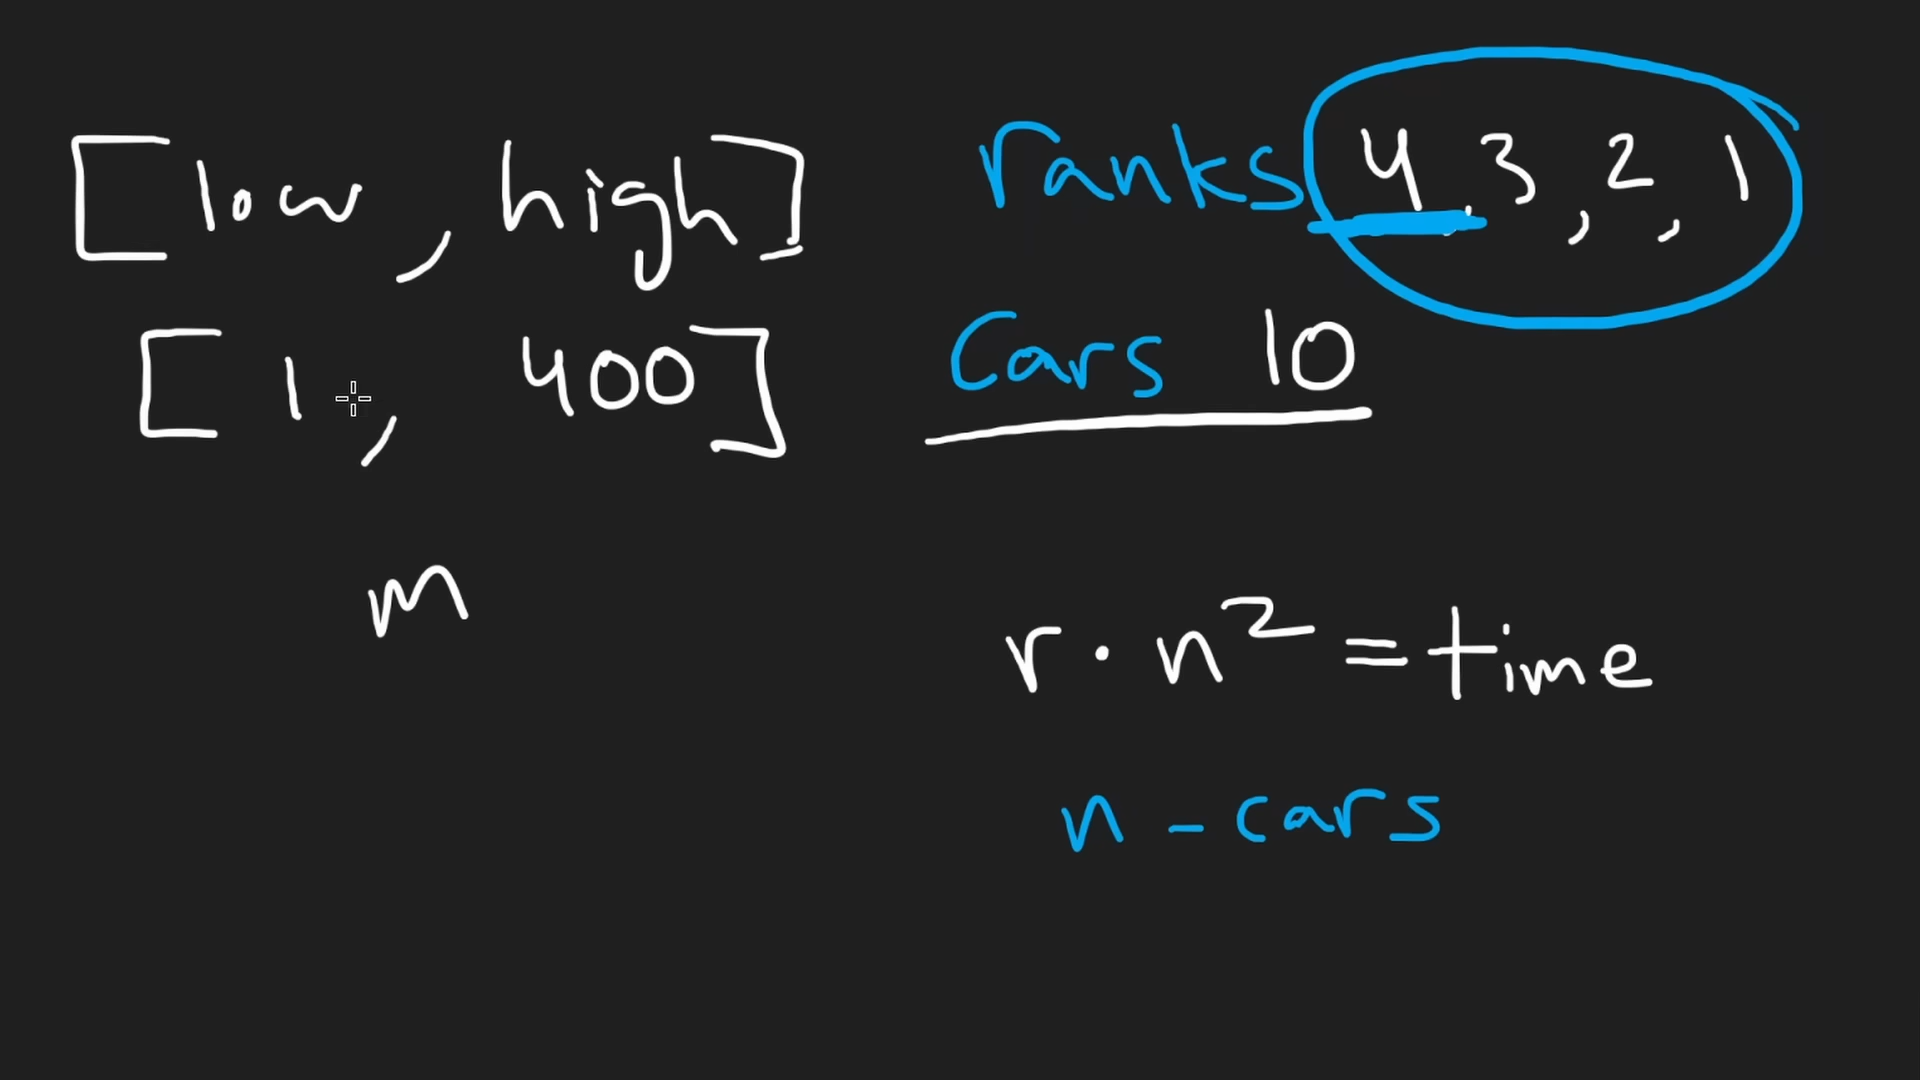 [low, high]
[1, 400]
m
ranks 4, 3, 2, 1
Cars 10
r · n² = time
n - cars